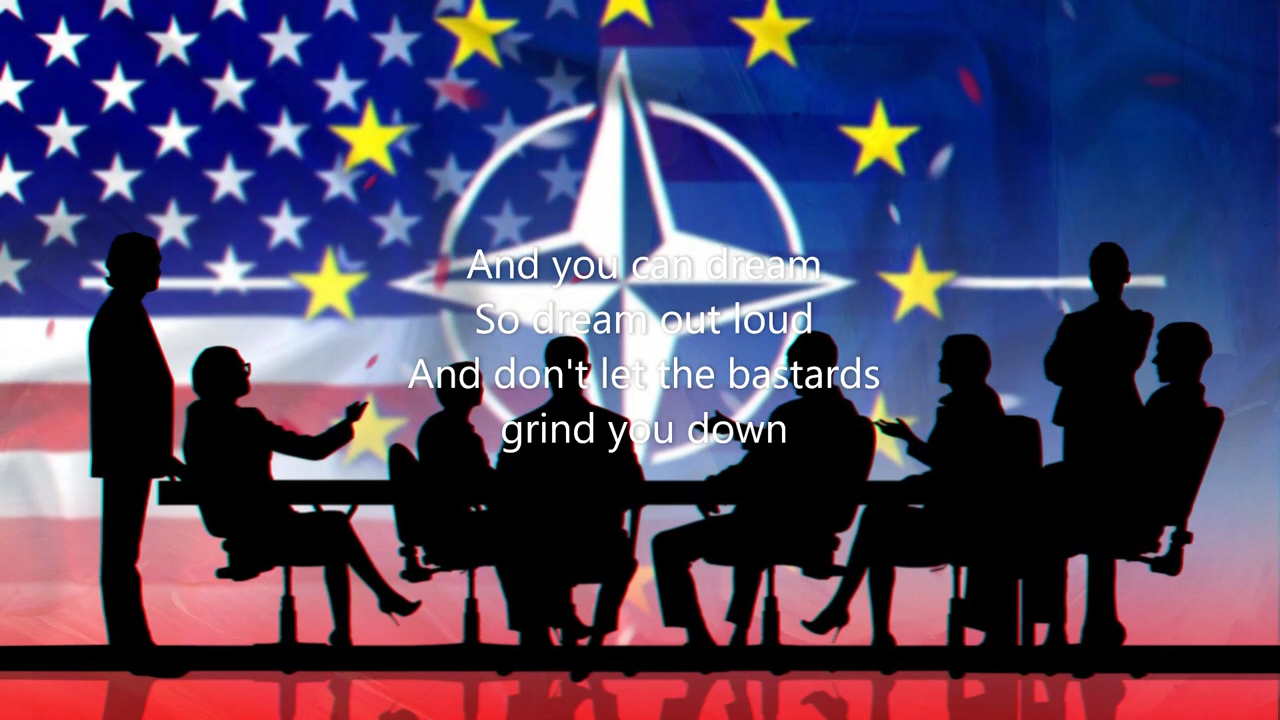 And you can dream
So dream out loud
And don't let the bastards
grind you down